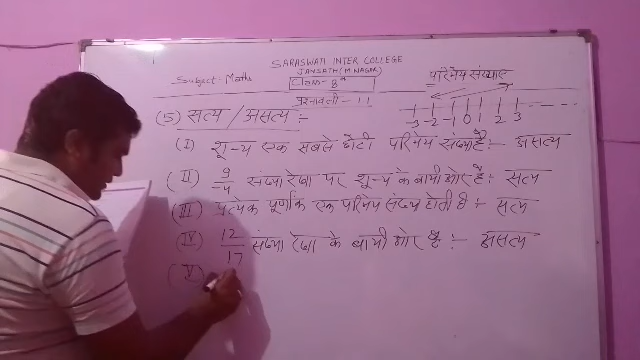 SARASWATI INTER COLLEGE
JANSATH (M.NAGAR)
Subject- Maths
Class- 8th
प्रश्नावली - 1.1
परिमेय संख्याएँ
-3 -2 -1 0 1 2 3
(5) सत्य / असत्य :-
(I) शून्य एक सबसे छोटी परिमेय संख्या है :- असत्य
(II) 9/-4 संख्या रेखा पर शून्य के बायी ओर है :- सत्य
(III) प्रत्येक पूर्णांक एक परिमेय संख्या होती है :- सत्य
(IV) 12/17 संख्या रेखा के बायी ओर है :- असत्य
(V)